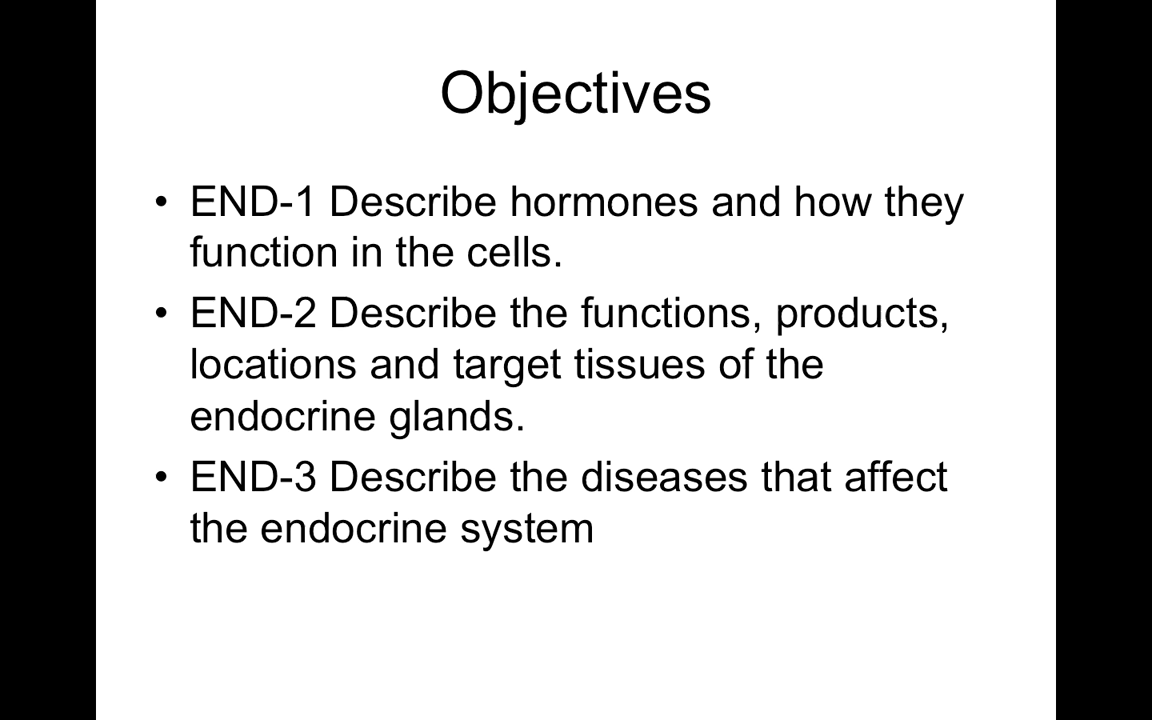 Objectives
• END-1 Describe hormones and how they
function in the cells.
• END-2 Describe the functions, products,
locations and target tissues of the
endocrine glands.
• END-3 Describe the diseases that affect
the endocrine system